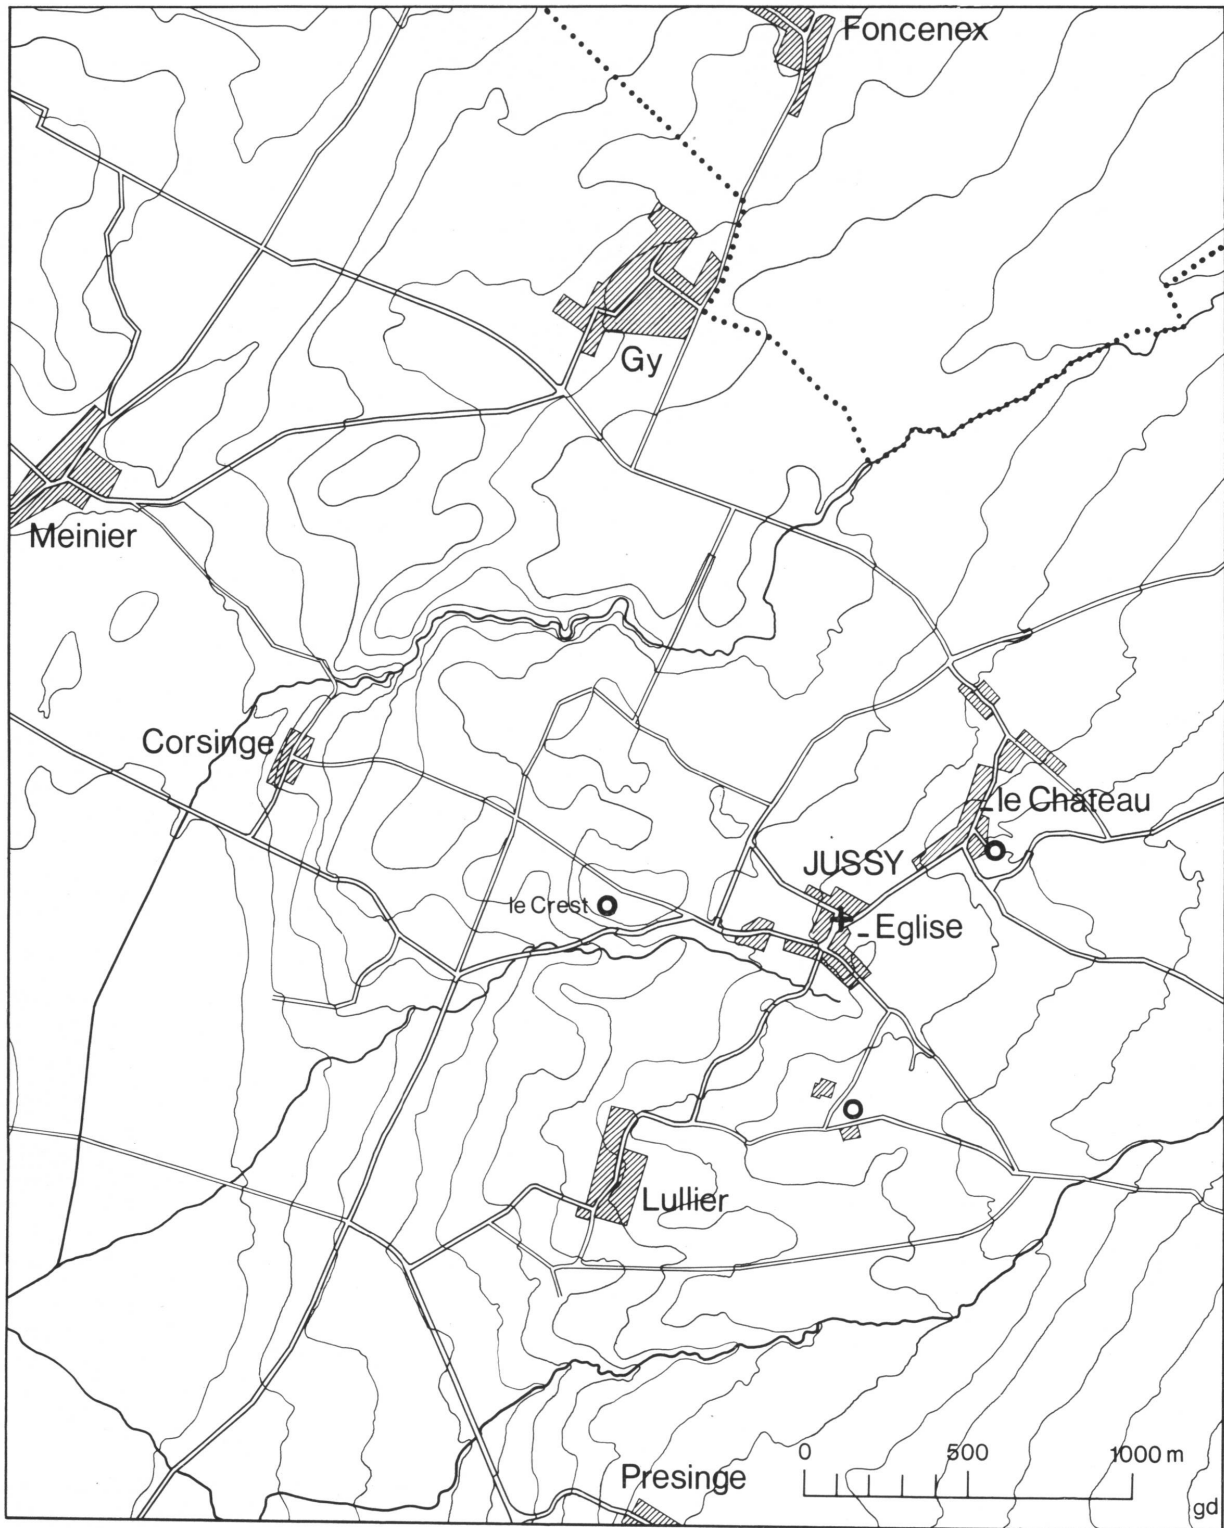 Foncenex
Gy
Meinier
Corsinge
le Château
JUSSY
le Crest
Eglise
Lullier
0 500 1000 m
Presinge
gd